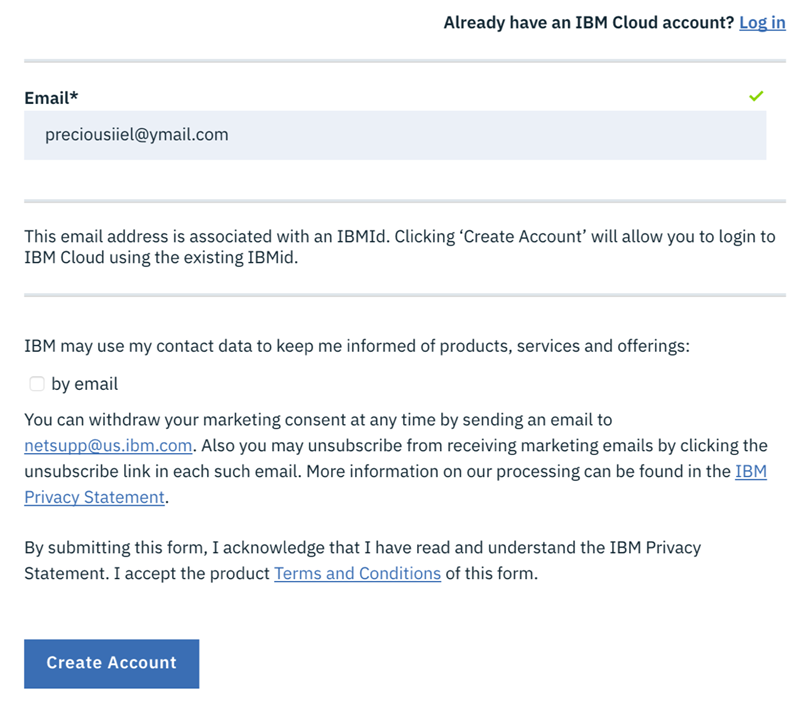 Already have an IBM Cloud account? Log in
Email*
preciousiiel@ymail.com
This email address is associated with an IBMId. Clicking ‘Create Account’ will allow you to login to
IBM Cloud using the existing IBMid.
IBM may use my contact data to keep me informed of products, services and offerings:
by email
You can withdraw your marketing consent at any time by sending an email to
netsupp@us.ibm.com. Also you may unsubscribe from receiving marketing emails by clicking the
unsubscribe link in each such email. More information on our processing can be found in the IBM
Privacy Statement.
By submitting this form, I acknowledge that I have read and understand the IBM Privacy
Statement. I accept the product Terms and Conditions of this form.
Create Account